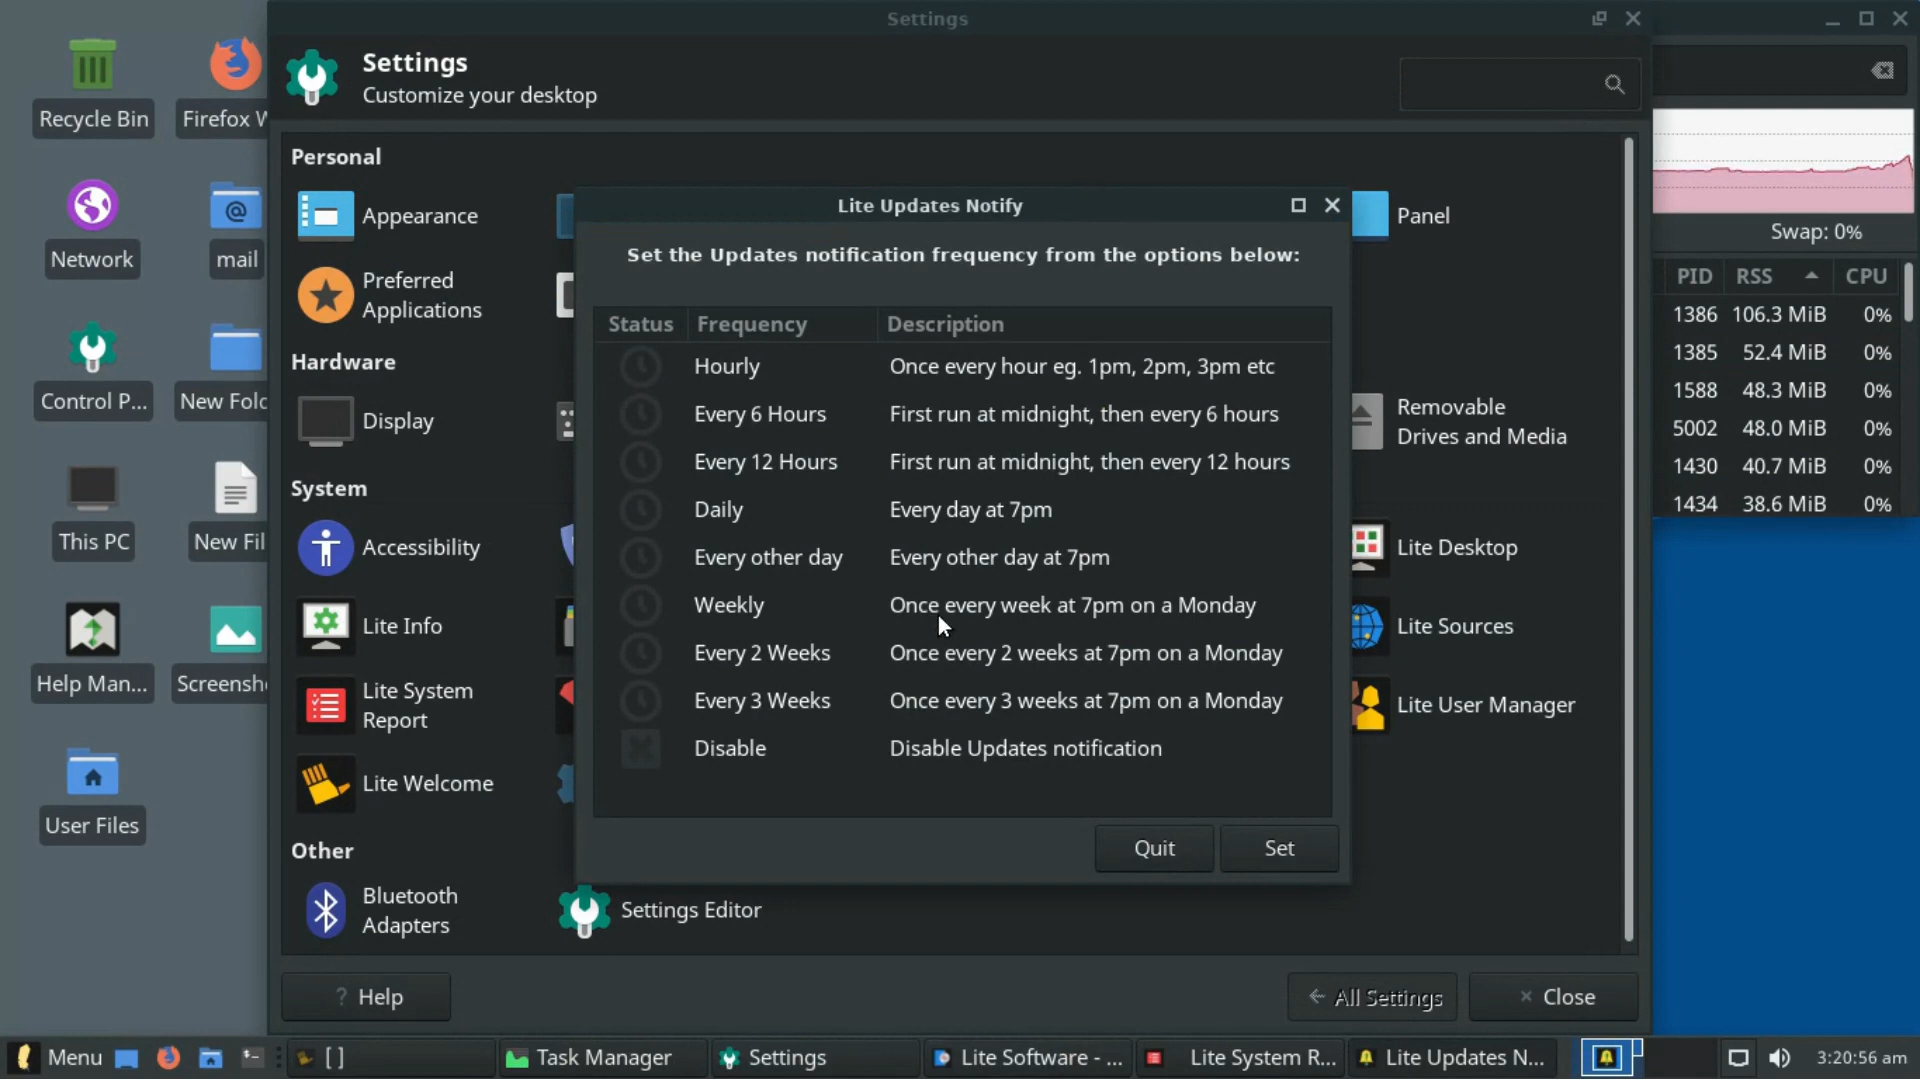 Settings
Settings
Customize your desktop
Recycle Bin
Firefox W
Network
mail
Control P...
New Fold
This PC
New Fil
Help Man...
Screensh
User Files
Personal
Appearance
Panel
Preferred
Applications
Hardware
Display
Removable
Drives and Media
System
Accessibility
Lite Desktop
Lite Info
Lite Sources
Lite System
Report
Lite User Manager
Lite Welcome
Other
Bluetooth
Adapters
Settings Editor
? Help
All Settings
Close
Lite Updates Notify
Set the Updates notification frequency from the options below:
Status Frequency Description
Hourly Once every hour eg. 1pm, 2pm, 3pm etc
Every 6 Hours First run at midnight, then every 6 hours
Every 12 Hours First run at midnight, then every 12 hours
Daily Every day at 7pm
Every other day Every other day at 7pm
Weekly Once every week at 7pm on a Monday
Every 2 Weeks Once every 2 weeks at 7pm on a Monday
Every 3 Weeks Once every 3 weeks at 7pm on a Monday
Disable Disable Updates notification
Quit Set
Swap: 0%
PID RSS CPU
1386 106.3 MiB 0%
1385 52.4 MiB 0%
1588 48.3 MiB 0%
5002 48.0 MiB 0%
1430 40.7 MiB 0%
1434 38.6 MiB 0%
Menu [] Task Manager Settings Lite Software - ... Lite System R... Lite Updates N... 3:20:56 am